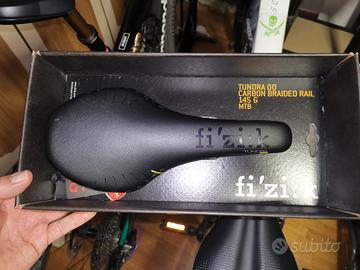 TUNDRA 00
CARBON BRAIDED RAIL
145 G
MTB
fi'zi:k
fi'zi:k
subito